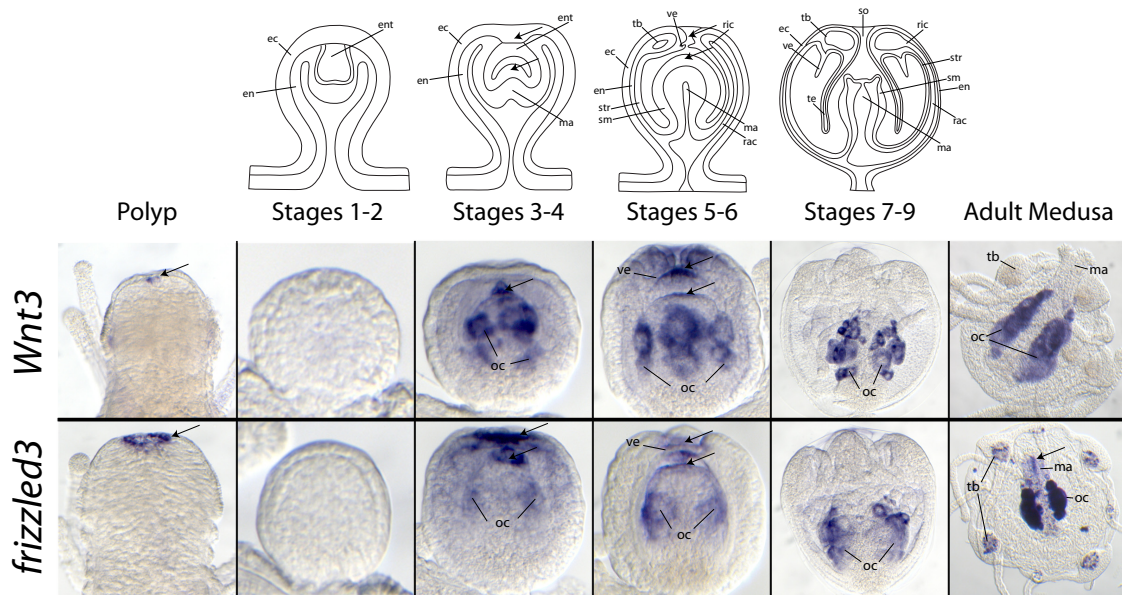 ec
ent
en
ec
ent
en
ma
ve
tb
ric
ec
en
str
sm
ma
rac
so
tb
ec
ric
ve
str
sm
en
te
rac
ma
Polyp
Stages 1-2
Stages 3-4
Stages 5-6
Stages 7-9
Adult Medusa
Wnt3
oc
ve
oc
oc
tb
ma
oc
frizzled3
oc
ve
oc
oc
ma
tb
oc